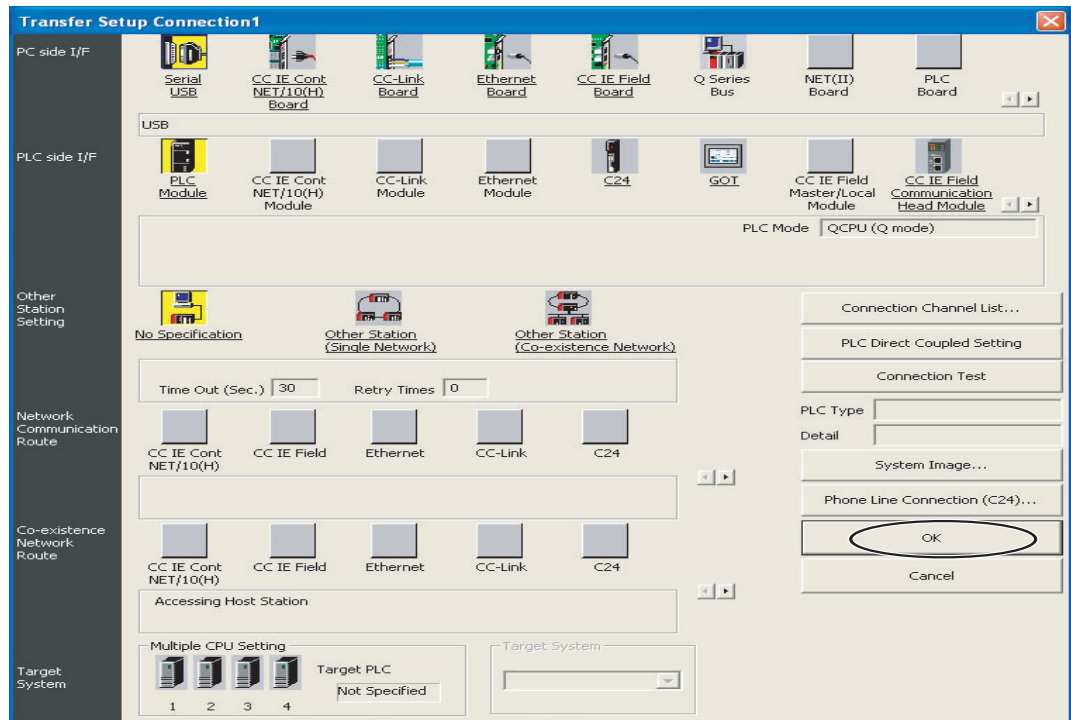 Transfer Setup Connection1
PC side I/F
Serial
USB
CC IE Cont
NET/10(H)
Board
CC-Link
Board
Ethernet
Board
CC IE Field
Board
Q Series
Bus
NET(II)
Board
PLC
Board
USB
PLC side I/F
PLC
Module
CC IE Cont
NET/10(H)
Module
CC-Link
Module
Ethernet
Module
C24
GOT
CC IE Field
Master/Local
Module
CC IE Field
Communication
Head Module
PLC Mode QCPU (Q mode)
Other
Station
Setting
No Specification
Other Station
(Single Network)
Other Station
(Co-existence Network)
Time Out (Sec.) 30 Retry Times 0
Connection Channel List...
PLC Direct Coupled Setting
Connection Test
PLC Type
Detail
System Image...
Phone Line Connection (C24)...
OK
Cancel
Network
Communication
Route
CC IE Cont
NET/10(H)
CC IE Field
Ethernet
CC-Link
C24
Co-existence
Network
Route
CC IE Cont
NET/10(H)
CC IE Field
Ethernet
CC-Link
C24
Accessing Host Station
Target
System
Multiple CPU Setting
1 2 3 4
Target PLC
Not Specified
Target System